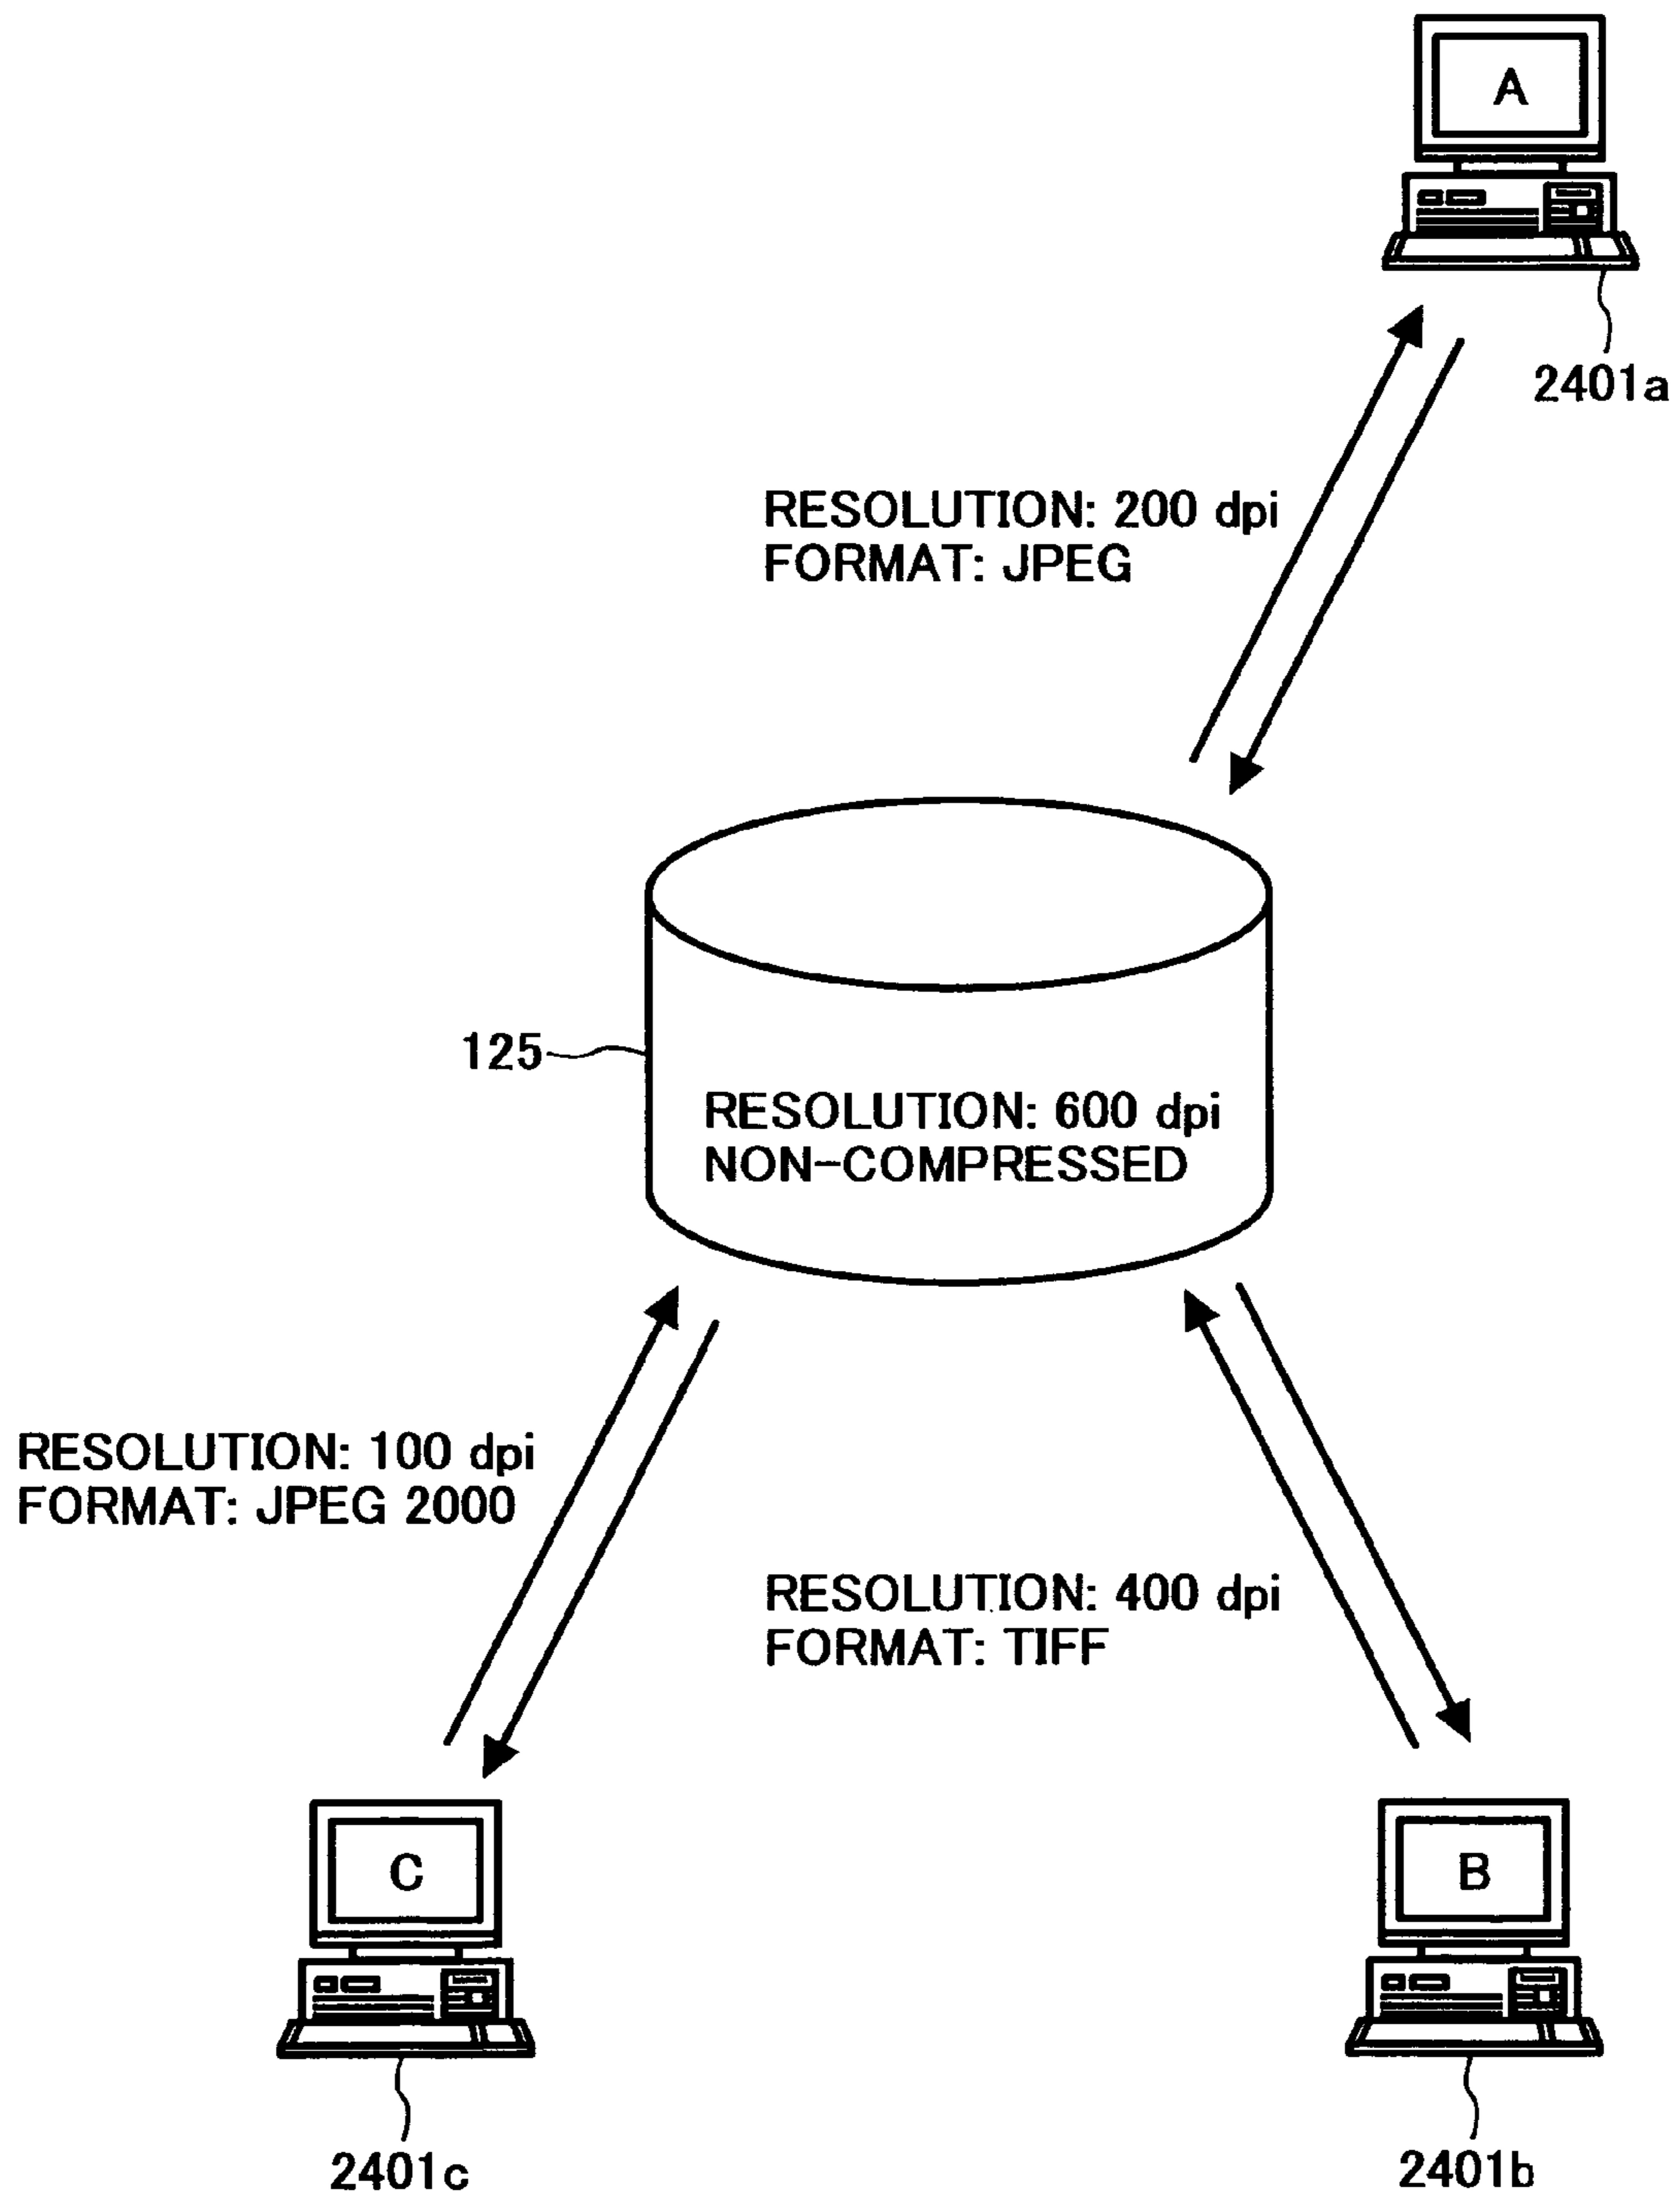 A
2401a
RESOLUTION: 200 dpi
FORMAT: JPEG
125
RESOLUTION: 600 dpi
NON-COMPRESSED
RESOLUTION: 100 dpi
FORMAT: JPEG 2000
RESOLUTION: 400 dpi
FORMAT: TIFF
C
B
2401c
2401b